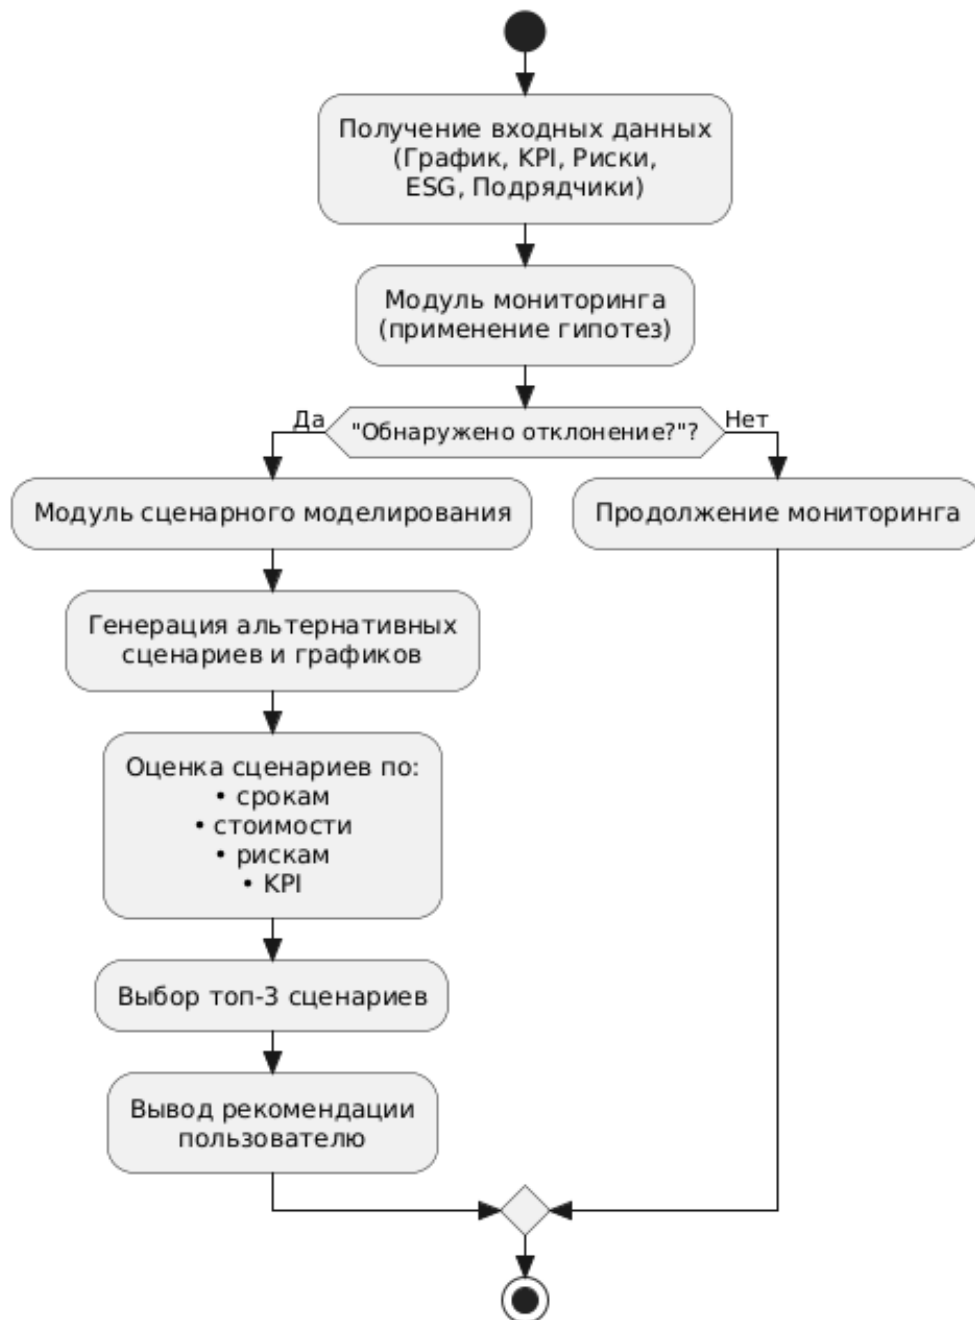 Получение входных данных
(График, KPI, Риски,
ESG, Подрядчики)
Модуль мониторинга
(применение гипотез)
Да
"Обнаружено отклонение?"?
Нет
Модуль сценарного моделирования
Продолжение мониторинга
Генерация альтернативных
сценариев и графиков
Оценка сценариев по:
• срокам
• стоимости
• рискам
• KPI
Выбор топ-3 сценариев
Вывод рекомендации
пользователю